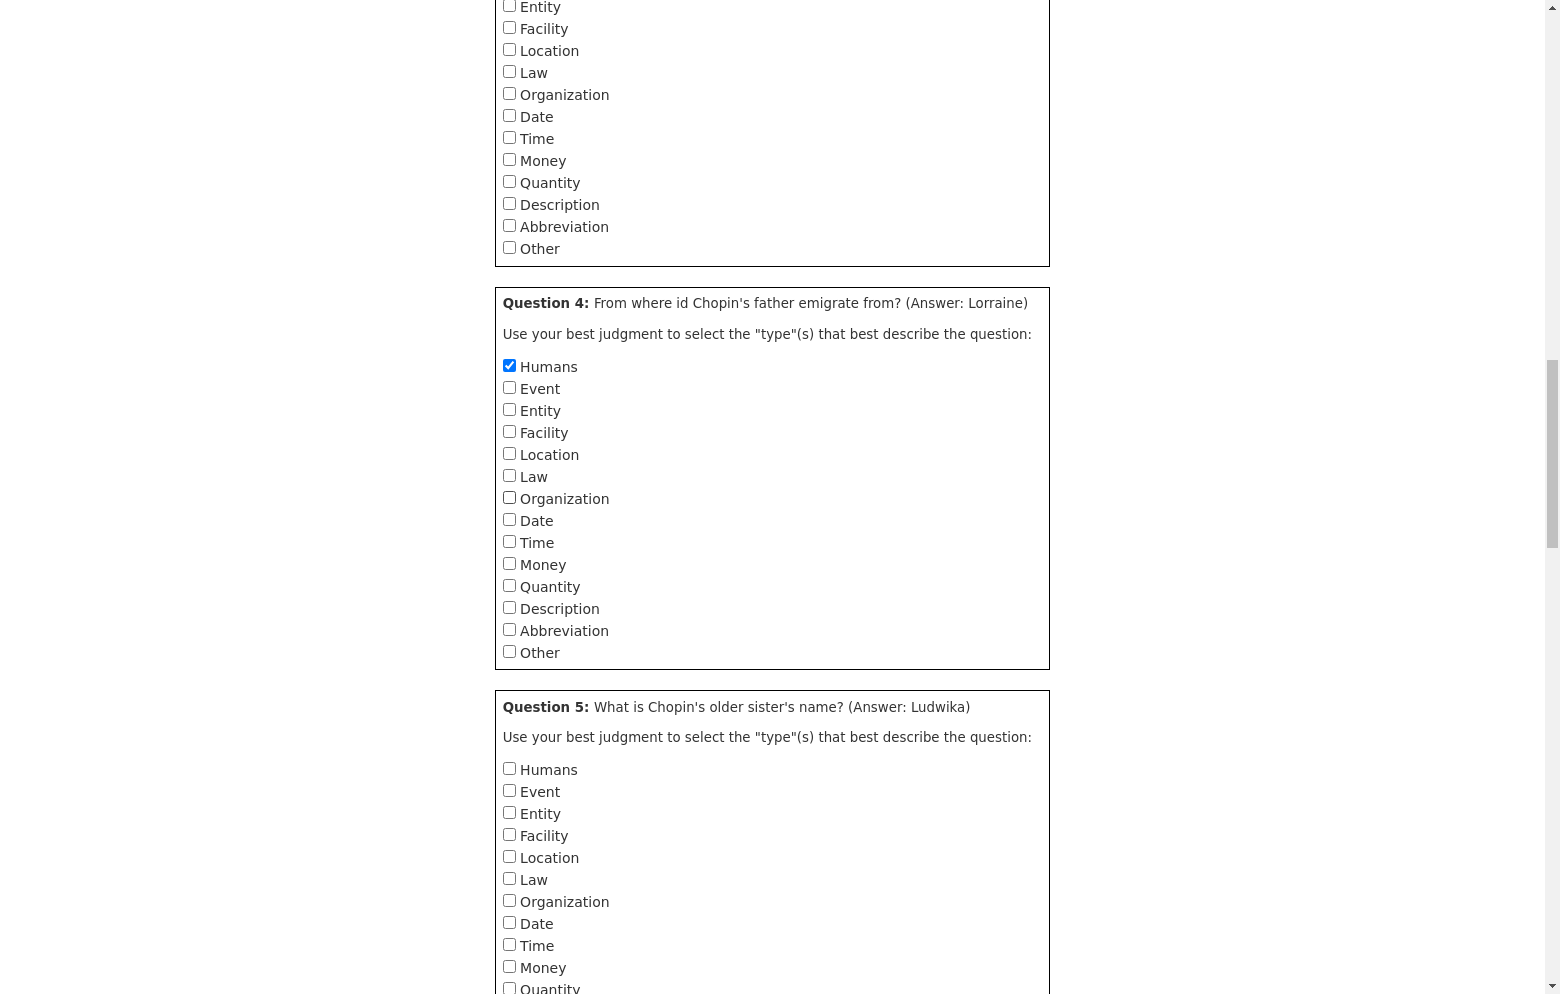 Entity
Facility
Location
Law
Organization
Date
Time
Money
Quantity
Description
Abbreviation
Other
Question 4: From where id Chopin's father emigrate from? (Answer: Lorraine)
Use your best judgment to select the "type"(s) that best describe the question:
Humans
Event
Entity
Facility
Location
Law
Organization
Date
Time
Money
Quantity
Description
Abbreviation
Other
Question 5: What is Chopin's older sister's name? (Answer: Ludwika)
Use your best judgment to select the "type"(s) that best describe the question:
Humans
Event
Entity
Facility
Location
Law
Organization
Date
Time
Money
Quantity